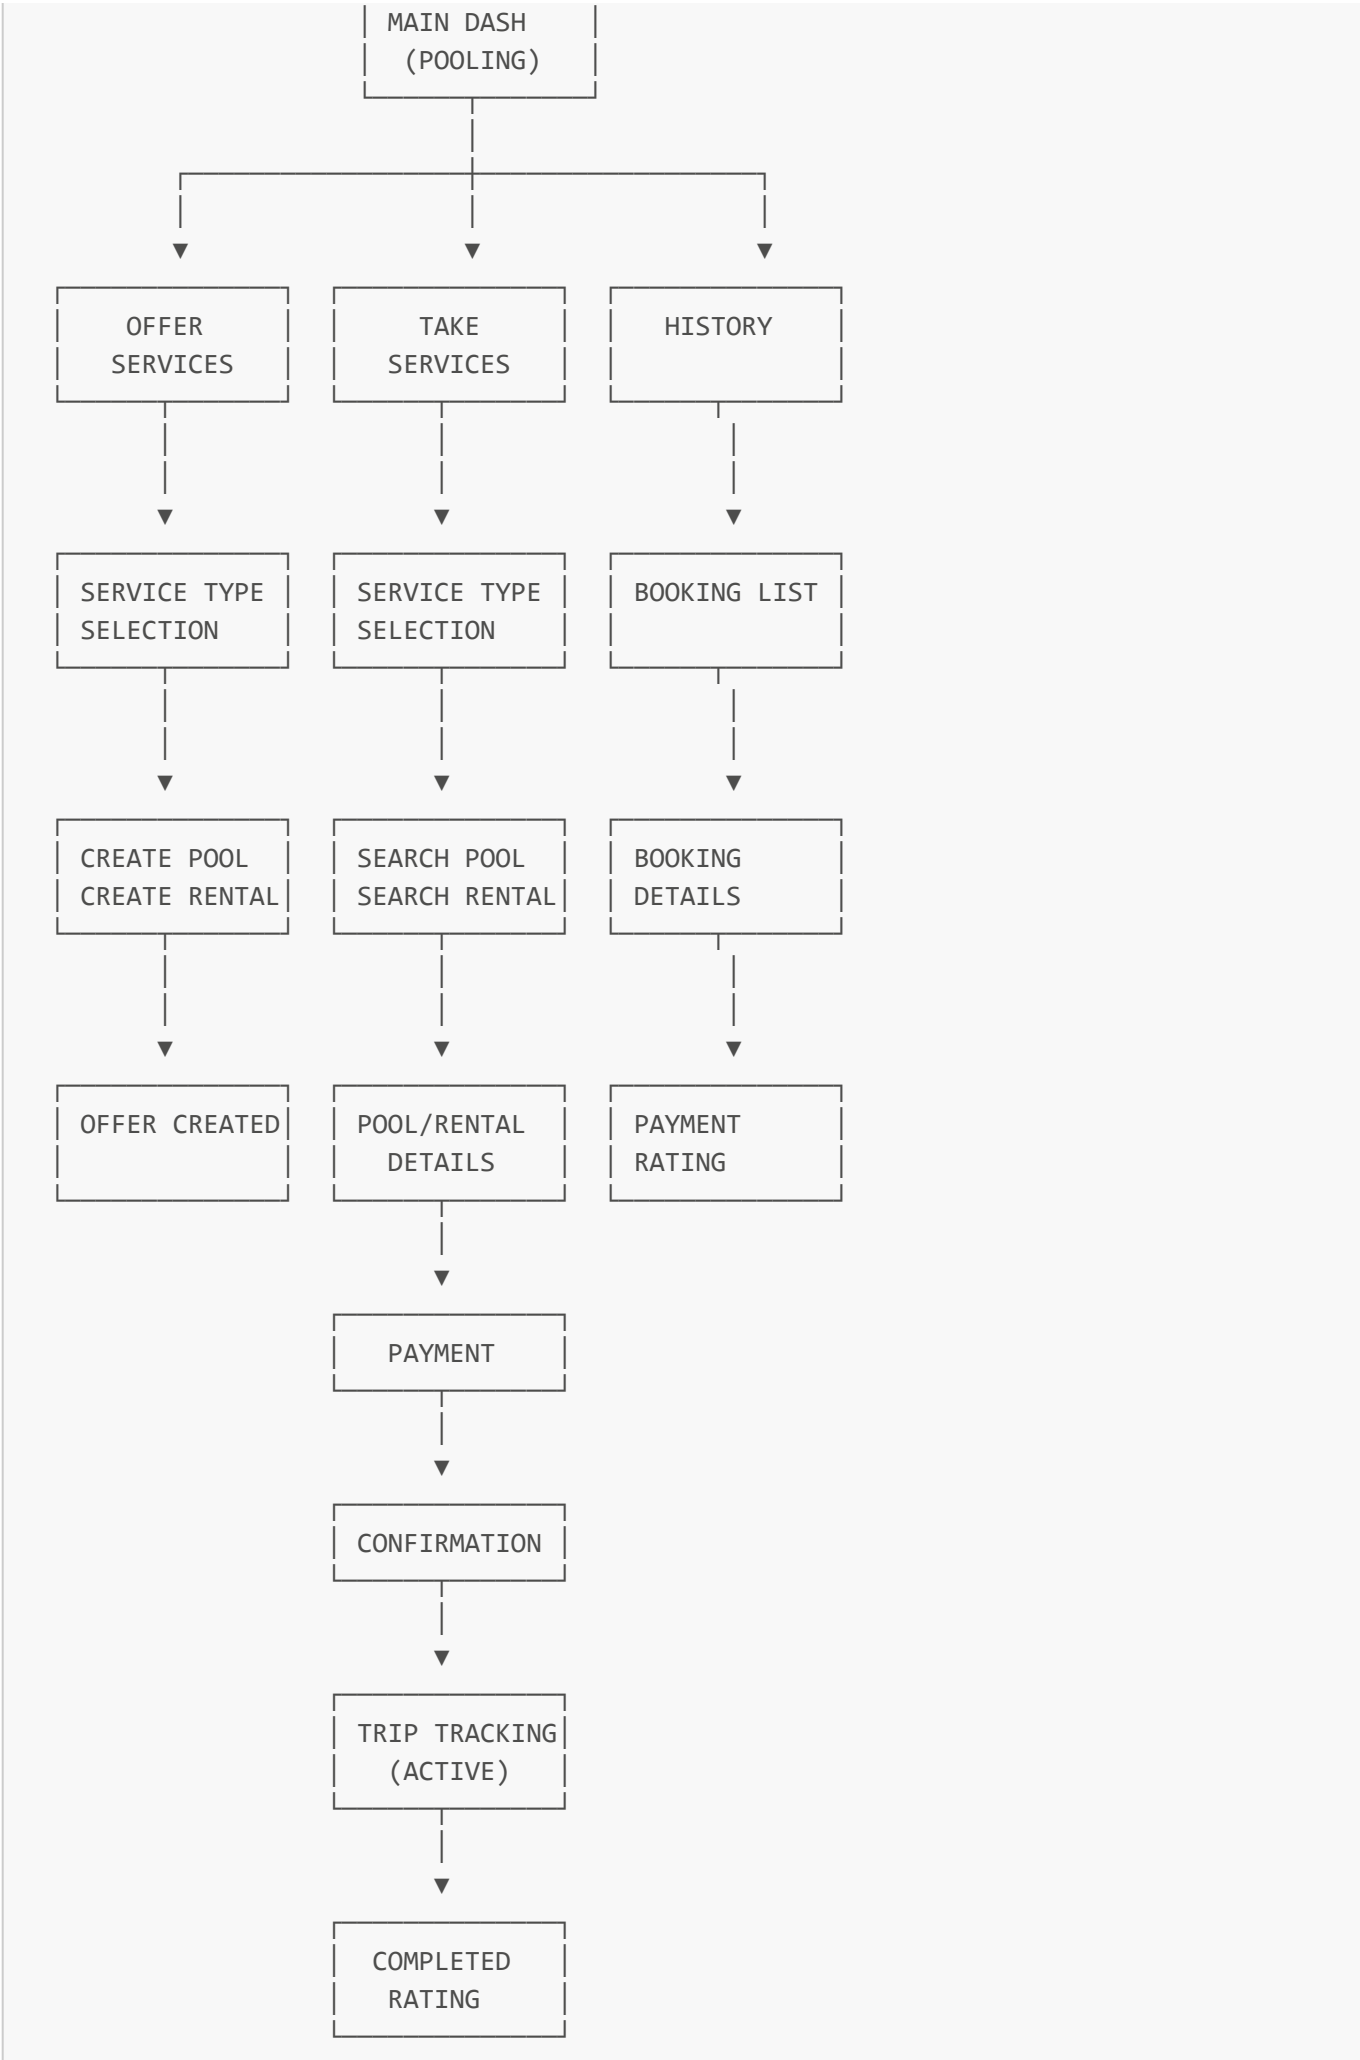 MAIN DASH
(POOLING)
OFFER
SERVICES
TAKE
SERVICES
HISTORY
SERVICE TYPE
SELECTION
SERVICE TYPE
SELECTION
BOOKING LIST
CREATE POOL
CREATE RENTAL
SEARCH POOL
SEARCH RENTAL
BOOKING
DETAILS
OFFER CREATED
POOL/RENTAL
DETAILS
PAYMENT
RATING
PAYMENT
CONFIRMATION
TRIP TRACKING
(ACTIVE)
COMPLETED
RATING